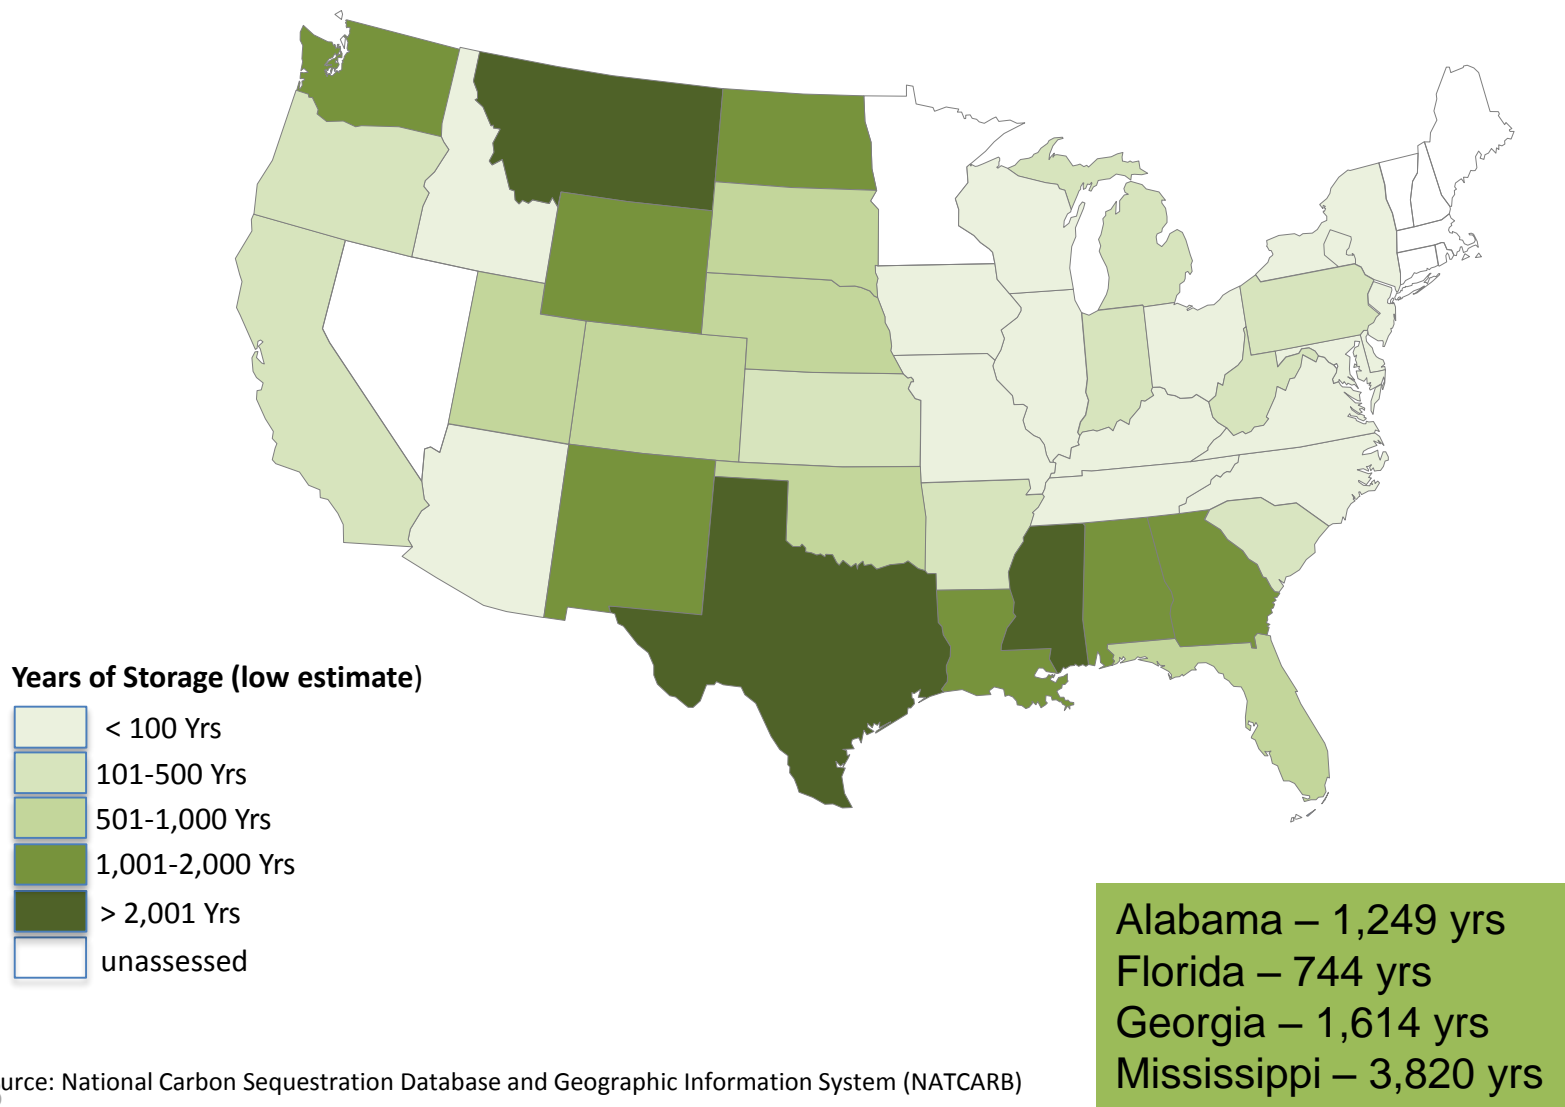 Years of Storage (low estimate)
< 100 Yrs
101-500 Yrs
501-1,000 Yrs
1,001-2,000 Yrs
> 2,001 Yrs
unassessed
Alabama – 1,249 yrs
Florida – 744 yrs
Georgia – 1,614 yrs
Mississippi – 3,820 yrs
urce: National Carbon Sequestration Database and Geographic Information System (NATCARB)